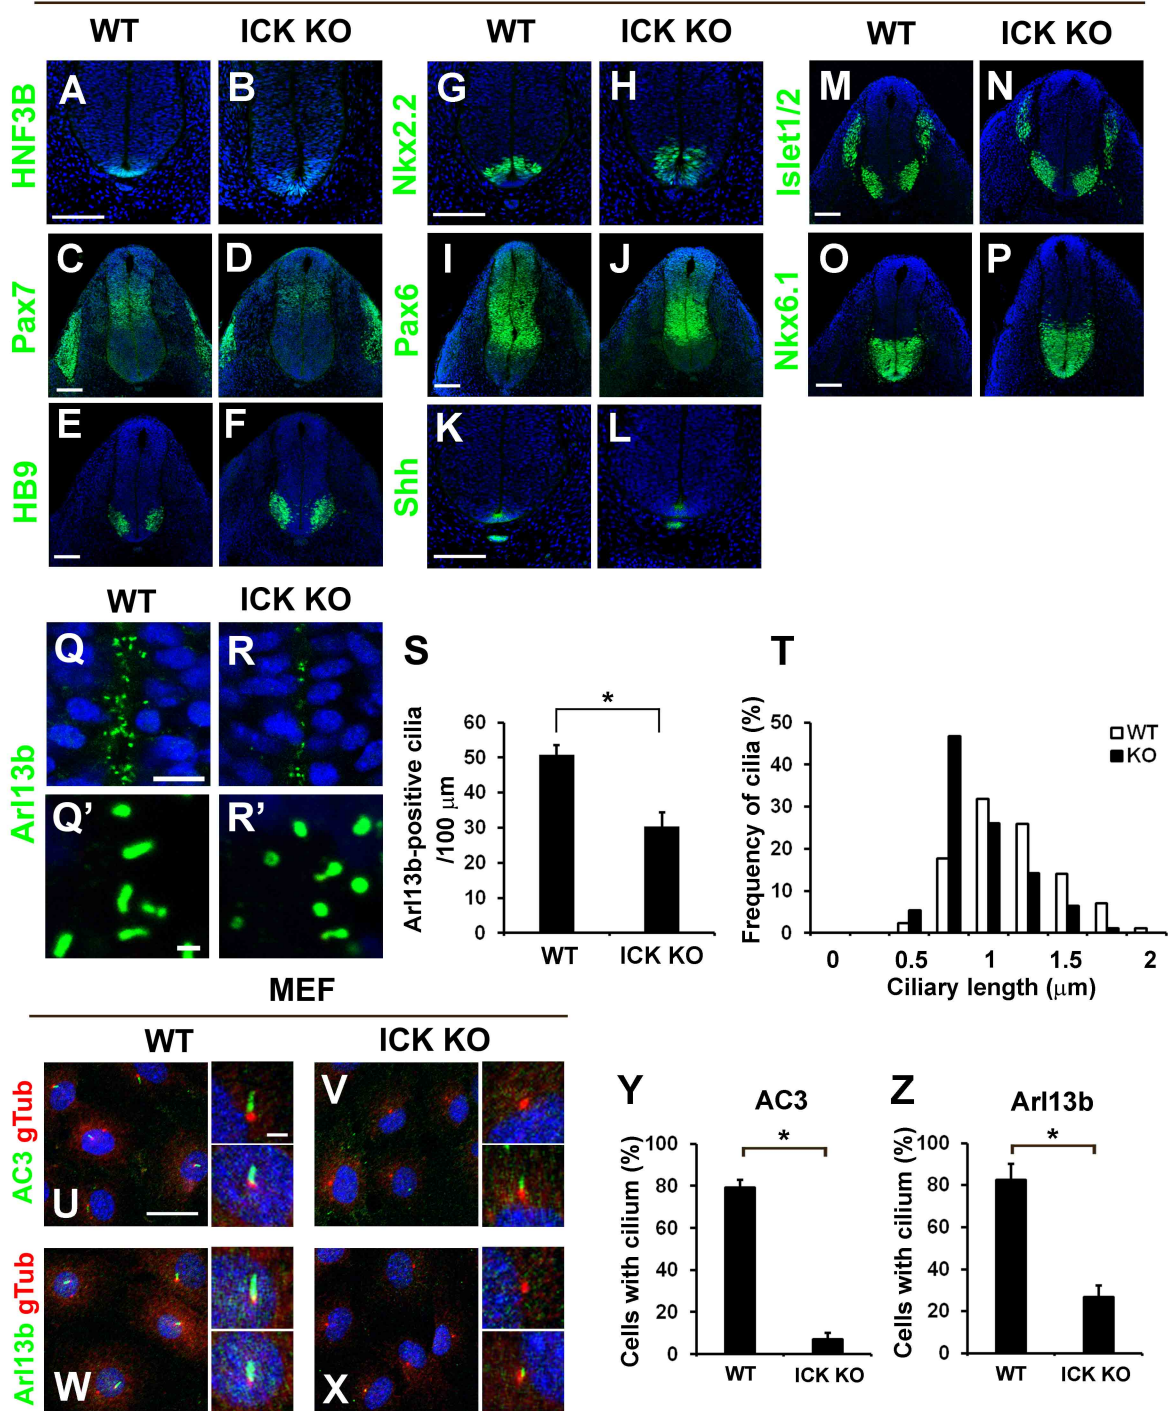 WT ICK KO WT ICK KO WT ICK KO
HNF3B A B Nkx2.2 G H Islet1/2 M N
Pax7 C D Pax6 I J Nkx6.1 O P
HB9 E F Shh K L
WT ICK KO
Arl13b Q R
Q’ R’
S
Arl13b-positive cilia
/100 µm
60
50
40
30
20
10
0
WT ICK KO
*
T
Frequency of cilia (%)
50
40
30
20
10
0
WT
KO
0 0.5 1 1.5 2
Ciliary length (µm)
MEF
WT ICK KO
AC3 gTub U V
Arl13b gTub W X
Y
AC3
*
Cells with cilium (%)
100
80
60
40
20
0
WT ICK KO
Z
Arl13b
*
Cells with cilium (%)
100
80
60
40
20
0
WT ICK KO